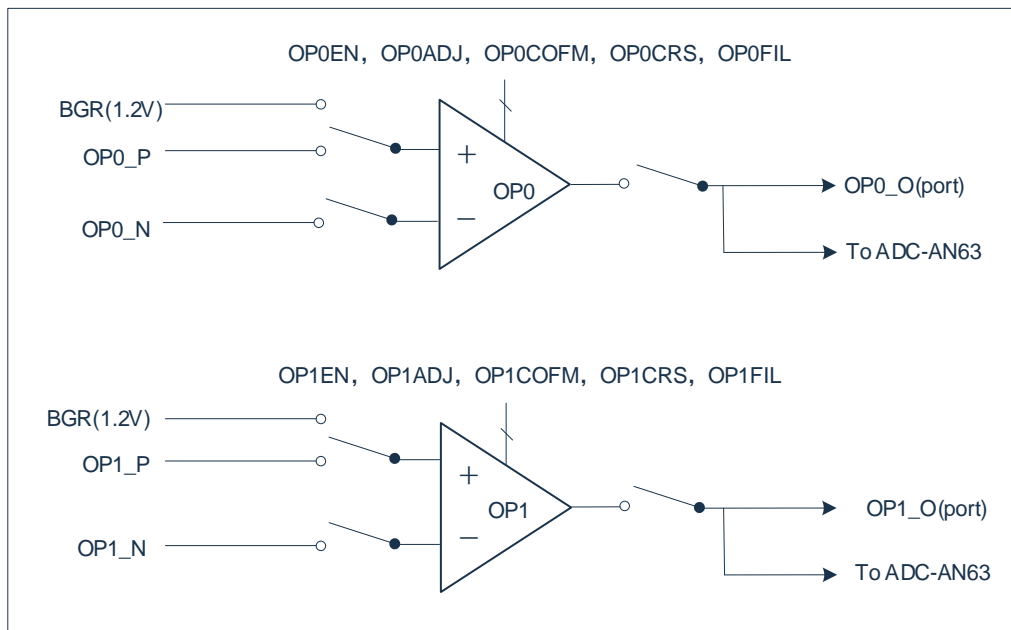 OP0EN, OP0ADJ, OP0COFM, OP0CRS, OP0FIL
BGR(1.2V)
OP0_P
OP0_N
+
−
OP0
OP0_O(port)
To ADC-AN63
OP1EN, OP1ADJ, OP1COFM, OP1CRS, OP1FIL
BGR(1.2V)
OP1_P
OP1_N
+
−
OP1
OP1_O(port)
To ADC-AN63